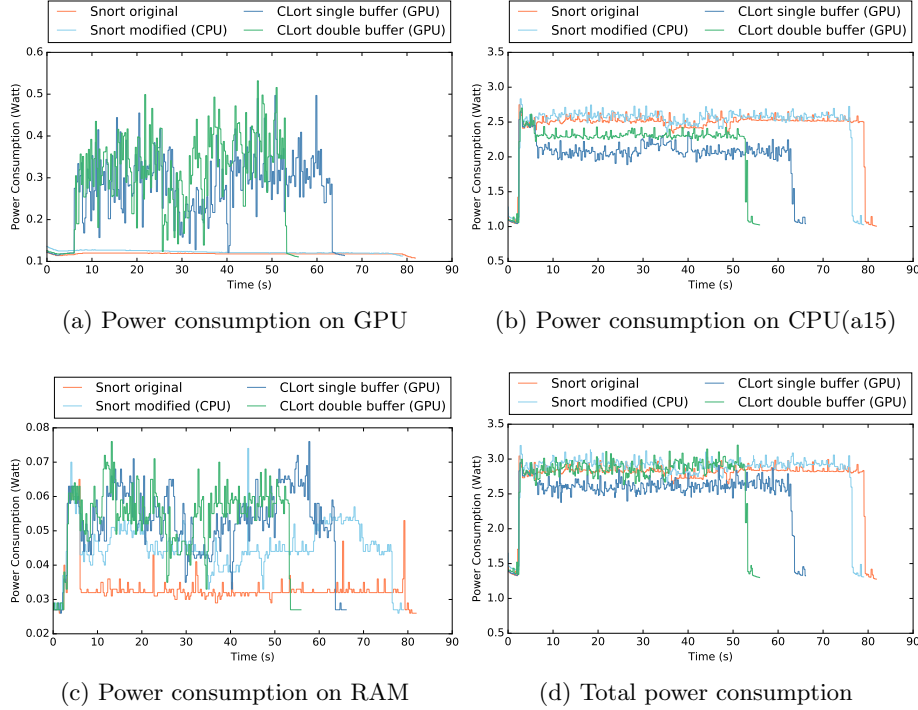 Snort original
CLort single buffer (GPU)
Snort modified (CPU)
CLort double buffer (GPU)
0.6
0.5
0.4
0.3
0.2
0.1
Power Consumption (Watt)
0 10 20 30 40 50 60 70 80 90
Time (s)
(a) Power consumption on GPU
Snort original
CLort single buffer (GPU)
Snort modified (CPU)
CLort double buffer (GPU)
3.5
3.0
2.5
2.0
1.5
1.0
0.5
Power Consumption (Watt)
0 10 20 30 40 50 60 70 80 90
Time (s)
(b) Power consumption on CPU(a15)
Snort original
CLort single buffer (GPU)
Snort modified (CPU)
CLort double buffer (GPU)
0.08
0.07
0.06
0.05
0.04
0.03
0.02
Power Consumption (Watt)
0 10 20 30 40 50 60 70 80 90
Time (s)
(c) Power consumption on RAM
Snort original
CLort single buffer (GPU)
Snort modified (CPU)
CLort double buffer (GPU)
3.5
3.0
2.5
2.0
1.5
1.0
0.5
Power Consumption (Watt)
0 10 20 30 40 50 60 70 80 90
Time (s)
(d) Total power consumption